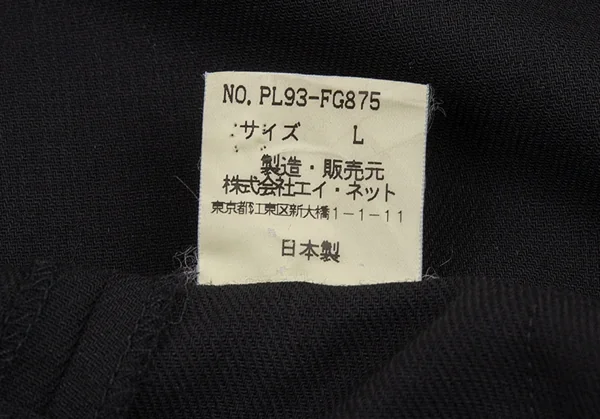 NO. PL93-FG875
サイズ L
製造・販売元
株式会社エイ・ネット
東京都江東区新大橋1-1-11
日本製